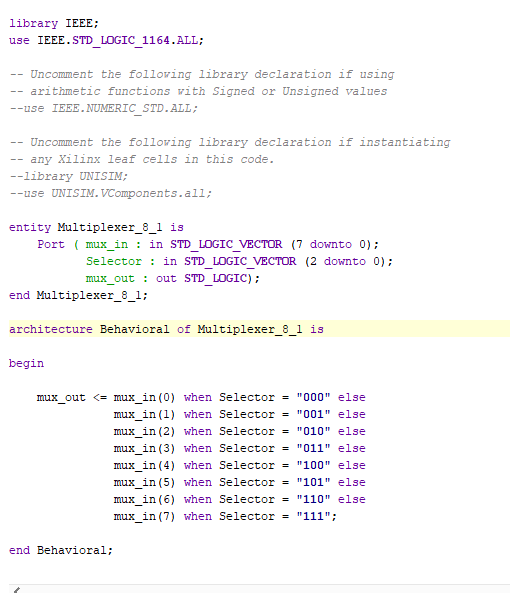 library IEEE;
use IEEE.STD_LOGIC_1164.ALL;
-- Uncomment the following library declaration if using
-- arithmetic functions with Signed or Unsigned values
--use IEEE.NUMERIC_STD.ALL;
-- Uncomment the following library declaration if instantiating
-- any Xilinx leaf cells in this code.
--library UNISIM;
--use UNISIM.VComponents.all;
entity Multiplexer_8_1 is
Port ( mux_in : in STD_LOGIC_VECTOR (7 downto 0);
Selector : in STD_LOGIC_VECTOR (2 downto 0);
mux_out : out STD_LOGIC);
end Multiplexer_8_1;
architecture Behavioral of Multiplexer_8_1 is
begin
mux_out <= mux_in(0) when Selector = "000" else
mux_in(1) when Selector = "001" else
mux_in(2) when Selector = "010" else
mux_in(3) when Selector = "011" else
mux_in(4) when Selector = "100" else
mux_in(5) when Selector = "101" else
mux_in(6) when Selector = "110" else
mux_in(7) when Selector = "111";
end Behavioral;